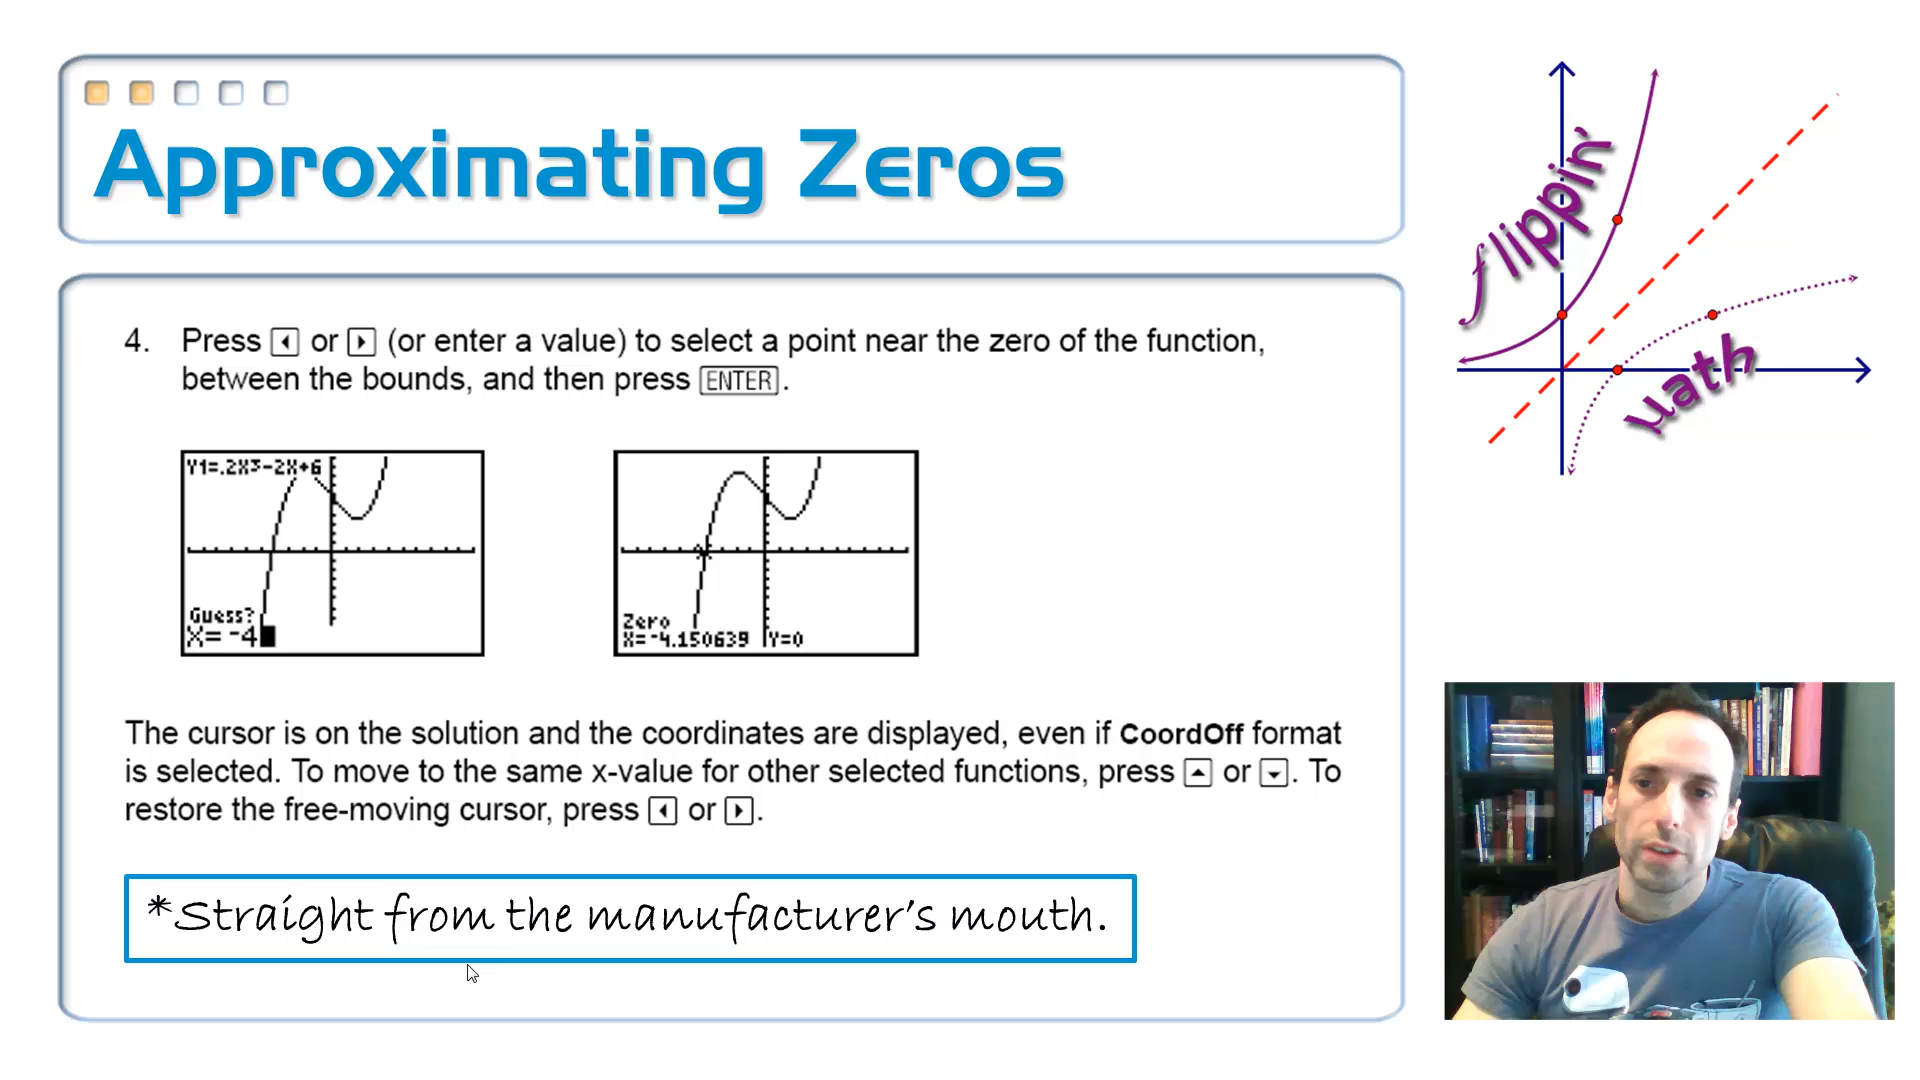 Approximating Zeros
4. Press ◂ or ▸ (or enter a value) to select a point near the zero of the function,
between the bounds, and then press ENTER.
Y1=.2X³-2X+6
Guess?
X= -4
Zero
X=-4.150639 Y=0
The cursor is on the solution and the coordinates are displayed, even if CoordOff format
is selected. To move to the same x-value for other selected functions, press ▴ or ▾. To
restore the free-moving cursor, press ◂ or ▸.
*Straight from the manufacturer's mouth.
flippin'
math